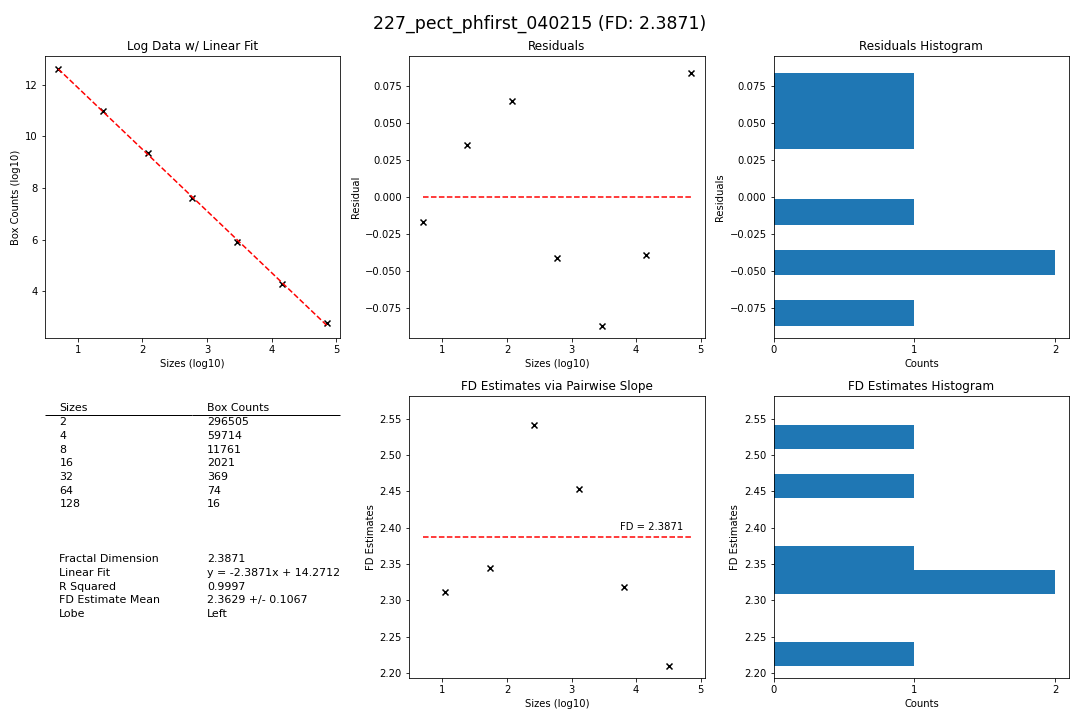 227_pect_phfirst_040215 (FD: 2.3871)
Log Data w/ Linear Fit
Box Counts (log10)
12
10
8
6
4
1 2 3 4 5
Sizes (log10)
Residuals
Residual
0.075
0.050
0.025
0.000
−0.025
−0.050
−0.075
1 2 3 4 5
Sizes (log10)
Residuals Histogram
Residuals
0.075
0.050
0.025
0.000
−0.025
−0.050
−0.075
0 1 2
Counts
Sizes Box Counts
2 296505
4 59714
8 11761
16 2021
32 369
64 74
128 16
Fractal Dimension 2.3871
Linear Fit y = -2.3871x + 14.2712
R Squared 0.9997
FD Estimate Mean 2.3629 +/- 0.1067
Lobe Left
FD Estimates via Pairwise Slope
FD Estimates
2.55
2.50
2.45
2.40
2.35
2.30
2.25
2.20
FD = 2.3871
1 2 3 4 5
Sizes (log10)
FD Estimates Histogram
FD Estimates
2.55
2.50
2.45
2.40
2.35
2.30
2.25
2.20
0 1 2
Counts